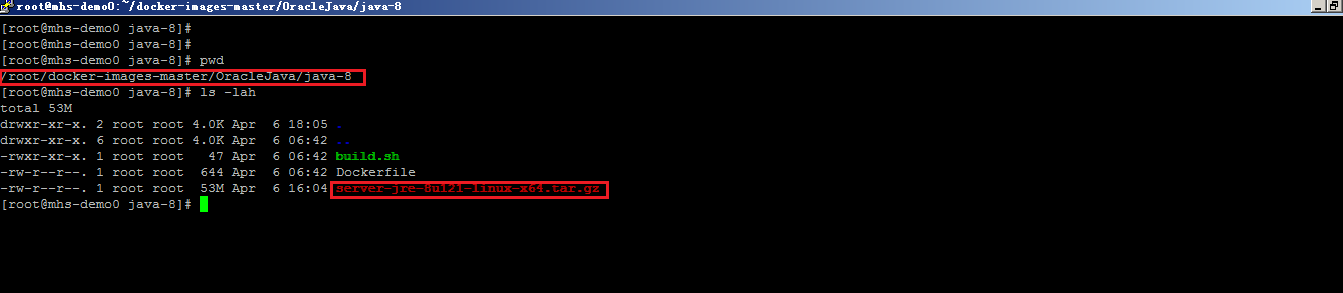 root@mhs-demo0:~/docker-images-master/OracleJava/java-8
[root@mhs-demo0 java-8]#
[root@mhs-demo0 java-8]#
[root@mhs-demo0 java-8]# pwd
/root/docker-images-master/OracleJava/java-8
[root@mhs-demo0 java-8]# ls -lah
total 53M
drwxr-xr-x. 2 root root 4.0K Apr  6 18:05 .
drwxr-xr-x. 6 root root 4.0K Apr  6 06:42 ..
-rwxr-xr-x. 1 root root   47 Apr  6 06:42 build.sh
-rw-r--r--. 1 root root  644 Apr  6 06:42 Dockerfile
-rw-r--r--. 1 root root  53M Apr  6 16:04 server-jre-8u121-linux-x64.tar.gz
[root@mhs-demo0 java-8]#